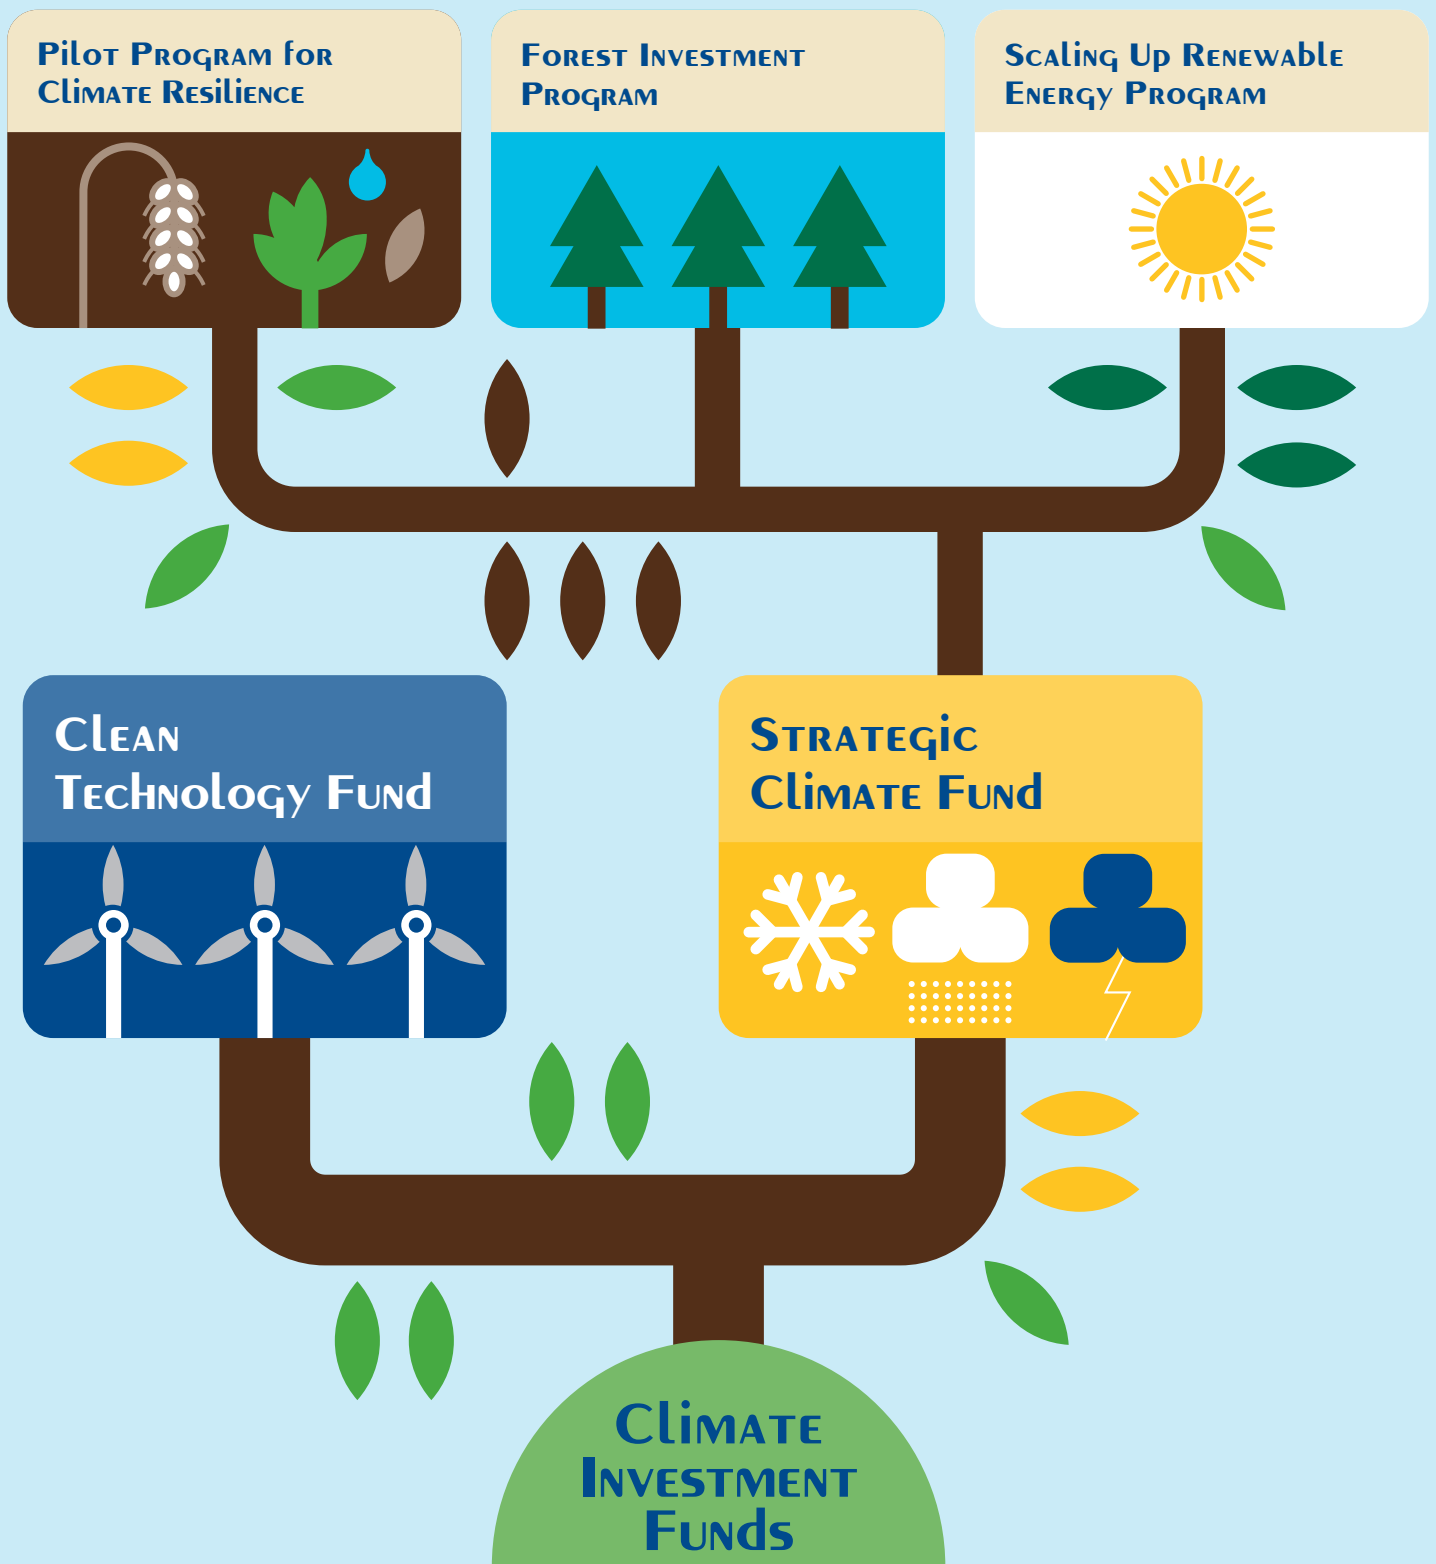 Pilot Program for
Climate Resilience
Forest Investment
Program
Scaling Up Renewable
Energy Program
Clean
Technology Fund
Strategic
Climate Fund
Climate
Investment
Funds